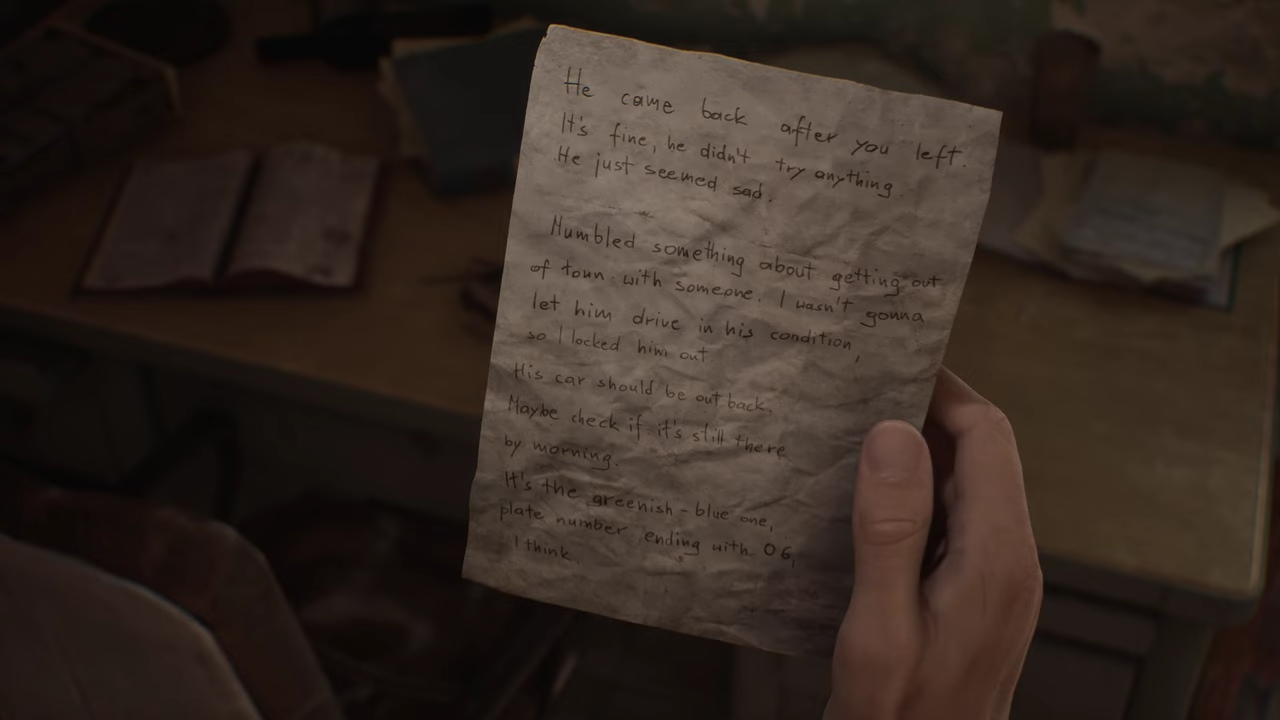 He came back after you left.
It's fine, he didn't try anything.
He just seemed sad.
Mumbled something about getting out
of town with someone. I wasn't gonna
let him drive in his condition,
so I locked him out
His car should be out back.
Maybe check if it's still there
by morning.
It's the greenish-blue one,
plate number ending with 06,
I think.